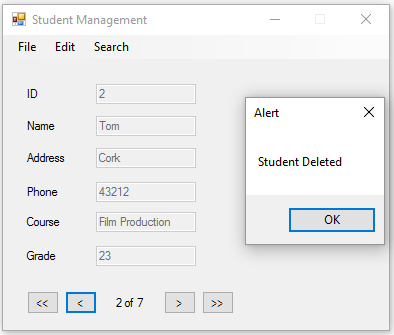 Student Management
File Edit Search
ID 2
Name Tom
Address Cork
Phone 43212
Course Film Production
Grade 23
<< < 2 of 7 > >>
Alert
Student Deleted
OK